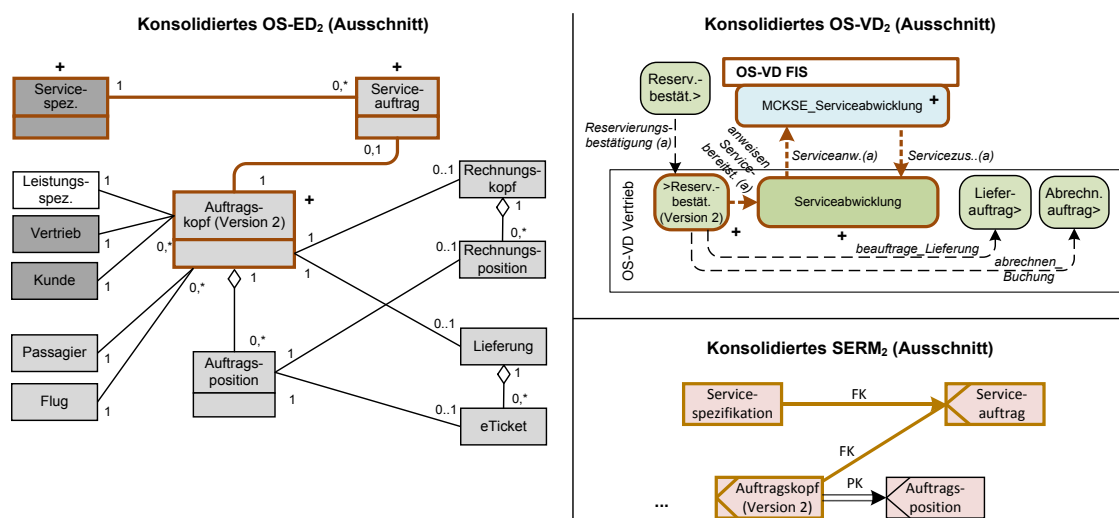 Konsolidiertes OS-ED₂ (Ausschnitt)
+
Service-
spez.
1
0,*
+
Service-
auftrag
0,1
1
Leistungs-
spez.
1
Vertrieb
1
Kunde
1
Auftrags-
kopf (Version 2)
+
0,*
0,*
1
1
1
Passagier
1
Flug
1
0,*
Auftrags-
position
1
1
0..1
Rechnungs-
kopf
1
0,*
Rechnungs-
position
0..1
0..1
Lieferung
1
0,*
0..1
eTicket
Konsolidiertes OS-VD₂ (Ausschnitt)
Reserv.-
bestät.>
OS-VD FIS
MCKSE_Serviceabwicklung
+
Reservierungs-
bestätigung (a)
anweisen
Service-
bereitst. (a)
Serviceanw.(a)
Servicezus..(a)
OS-VD Vertrieb
>Reserv.-
bestät.
(Version 2)
+
Serviceabwicklung
+
Liefer-
auftrag>
Abrechn.
auftrag>
beauftrage_Lieferung
abrechnen_
Buchung
Konsolidiertes SERM₂ (Ausschnitt)
Service-
spezifikation
FK
Service-
auftrag
FK
...
Auftragskopf
(Version 2)
PK
Auftrags-
position